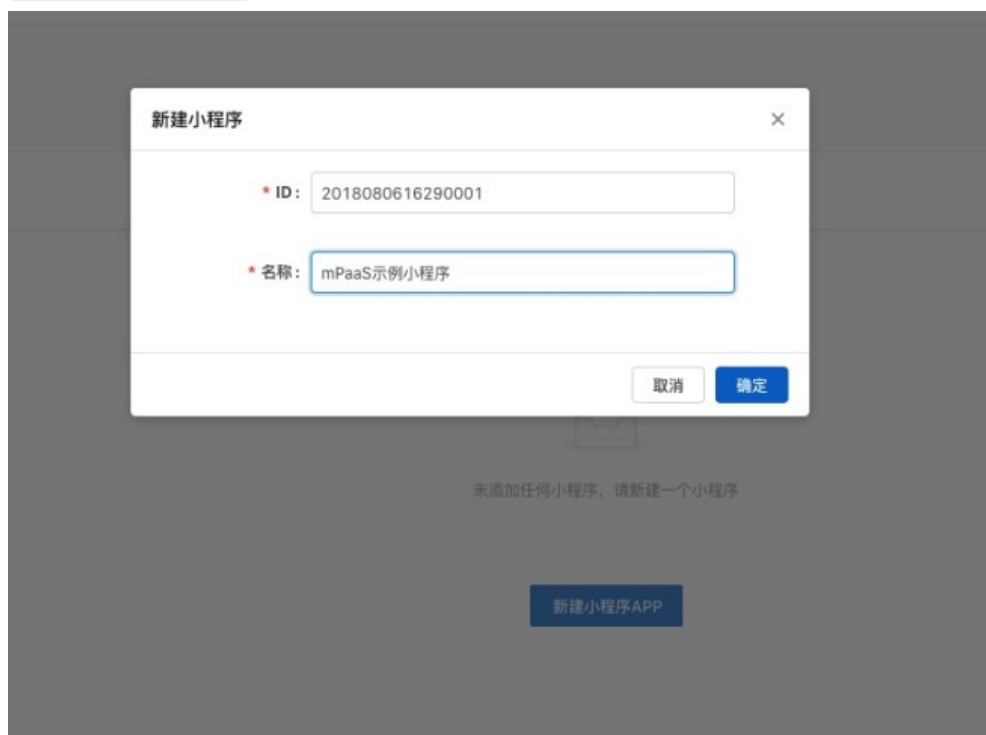 新建小程序
* ID：2018080616290001
* 名称：mPaaS示例小程序
取消 确定
未添加任何小程序，请新建一个小程序
新建小程序APP